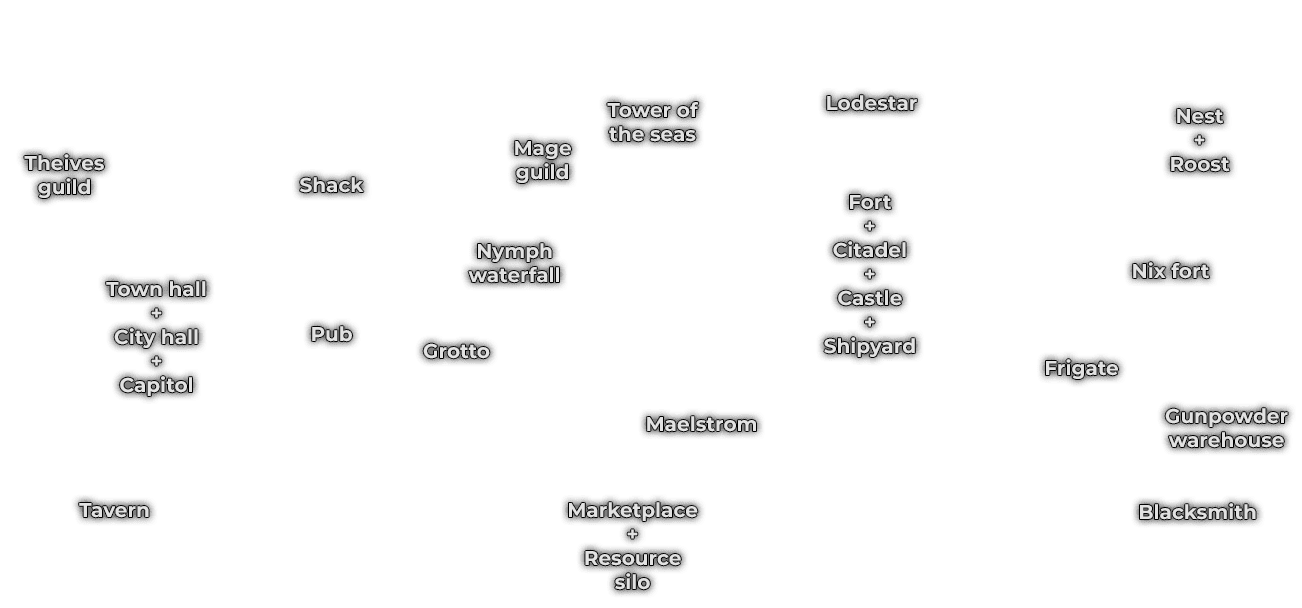 Lodestar
Tower of
the seas
Nest
+
Roost
Mage
guild
Theives
guild
Shack
Fort
+
Citadel
+
Castle
+
Shipyard
Nymph
waterfall
Nix fort
Town hall
+
City hall
+
Capitol
Pub
Grotto
Frigate
Maelstrom
Gunpowder
warehouse
Tavern
Marketplace
+
Resource
silo
Blacksmith